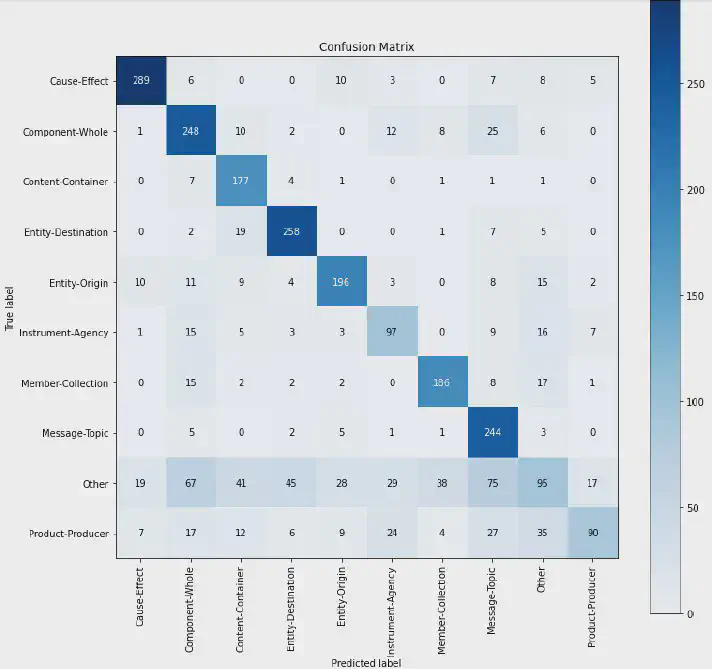 Confusion Matrix
Cause-Effect 289 6 0 0 10 3 0 7 8 5
Component-Whole 1 248 10 2 0 12 8 25 6 0
Content-Container 0 7 177 4 1 0 1 1 1 0
Entity-Destination 0 2 19 258 0 0 1 7 5 0
Entity-Origin 10 11 9 4 196 3 0 8 15 2
Instrument-Agency 1 15 5 3 3 97 0 9 16 7
Member-Collection 0 15 2 2 2 0 186 8 17 1
Message-Topic 0 5 0 2 5 1 1 244 3 0
Other 19 67 41 45 28 29 38 75 95 17
Product-Producer 7 17 12 6 9 24 4 27 35 90
True label
Cause-Effect
Component-Whole
Content-Container
Entity-Destination
Entity-Origin
Instrument-Agency
Member-Collection
Message-Topic
Other
Product-Producer
Predicted label
250
200
150
100
50
0